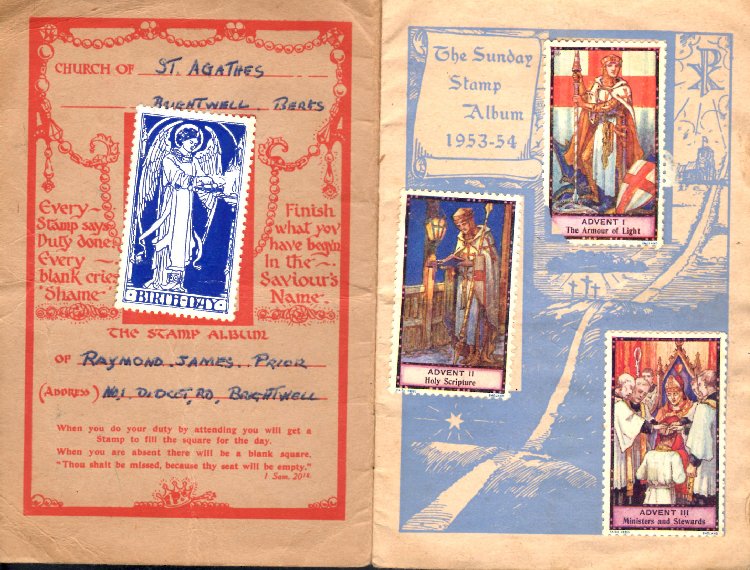 CHURCH OF ST. AGATHES
BRIGHTWELL. BERKS
Every
Stamp says
Duty done,
Every
blank cries
"Shame"
Finish
what you
have begun
In the
Saviour's
Name.
BIRTHDAY
THE STAMP ALBUM
OF RAYMOND. JAMES. PRIOR
(ADDRESS) No.1 DIDCOT, RD, BRIGHTWELL
When you do your duty by attending you will get a
Stamp to fill the square for the day.
When you are absent there will be a blank square.
"Thou shalt be missed, because thy seat will be empty."
I Sam. 20 18.
The Sunday
Stamp
Album
1953-54
ADVENT I
The Armour of Light
ADVENT II
Holy Scripture
ADVENT III
Ministers and Stewards